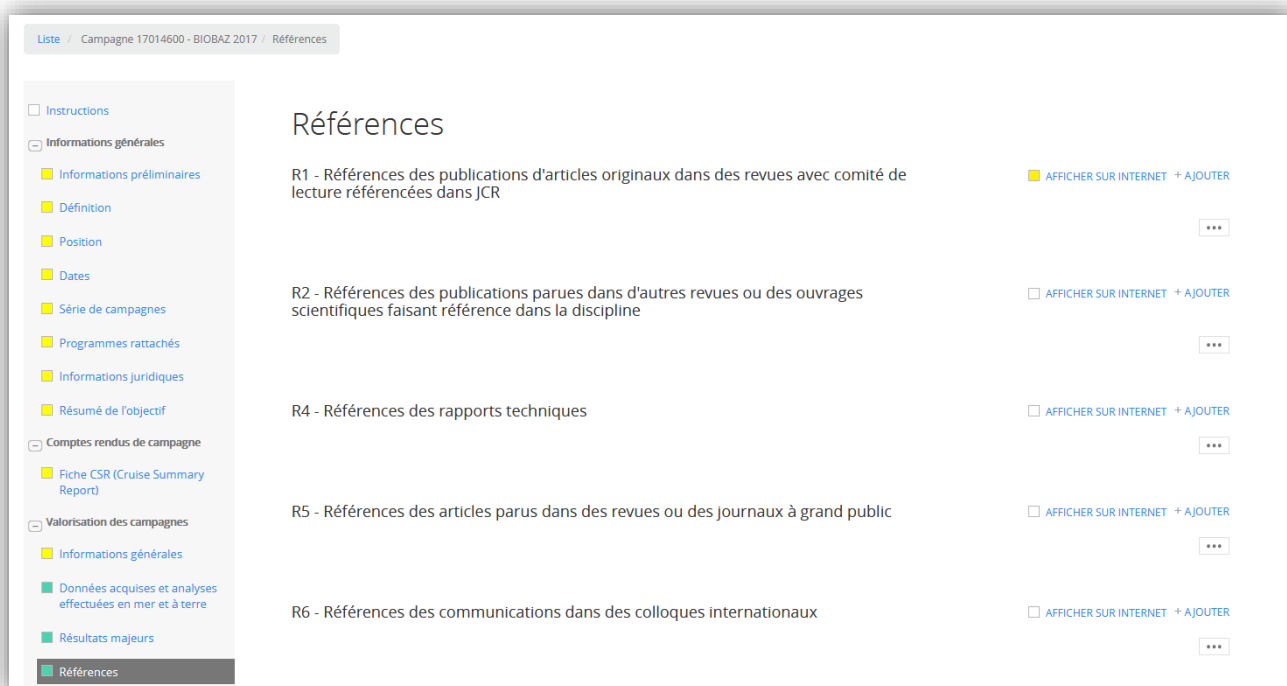 Liste / Campagne 17014600 - BIOBAZ 2017 / Références
Instructions
Informations générales
Informations préliminaires
Définition
Position
Dates
Série de campagnes
Programmes rattachés
Informations juridiques
Résumé de l'objectif
Comptes rendus de campagne
Fiche CSR (Cruise Summary
Report)
Valorisation des campagnes
Informations générales
Données acquises et analyses
effectuées en mer et à terre
Résultats majeurs
Références
Références
R1 - Références des publications d'articles originaux dans des revues avec comité de
lecture référencées dans JCR
AFFICHER SUR INTERNET + AJOUTER
•••
R2 - Références des publications parues dans d'autres revues ou des ouvrages
scientifiques faisant référence dans la discipline
AFFICHER SUR INTERNET + AJOUTER
•••
R4 - Références des rapports techniques
AFFICHER SUR INTERNET + AJOUTER
•••
R5 - Références des articles parus dans des revues ou des journaux à grand public
AFFICHER SUR INTERNET + AJOUTER
•••
R6 - Références des communications dans des colloques internationaux
AFFICHER SUR INTERNET + AJOUTER
•••